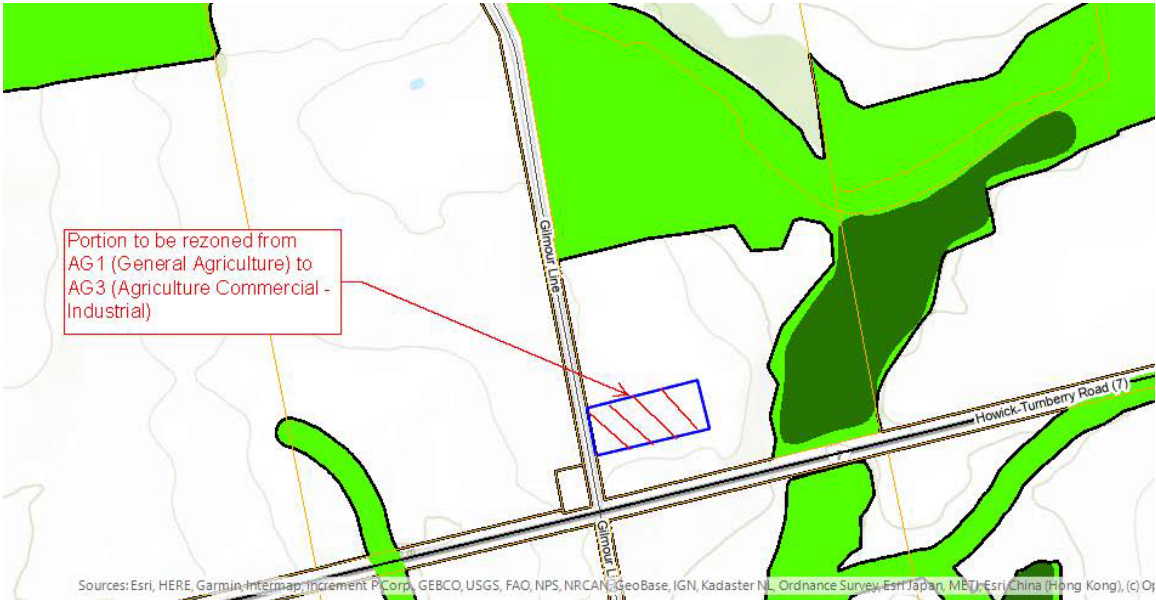 Gilmour Line
Portion to be rezoned from
AG1 (General Agriculture) to
AG3 (Agriculture Commercial -
Industrial)
Howick-Turnberry Road (7)
7
Gilmour Li
Sources: Esri, HERE, Garmin, Intermap, increment P Corp., GEBCO, USGS, FAO, NPS, NRCAN, GeoBase, IGN, Kadaster NL, Ordnance Survey, Esri Japan, METI, Esri China (Hong Kong), (c) Op